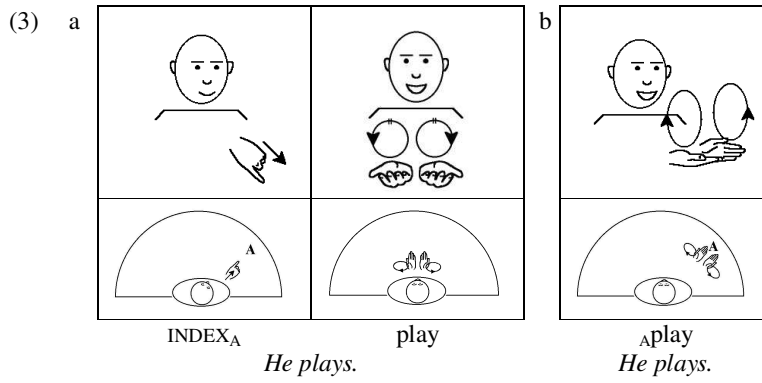 (3) a b
A A
INDEXA play Aplay
He plays. He plays.